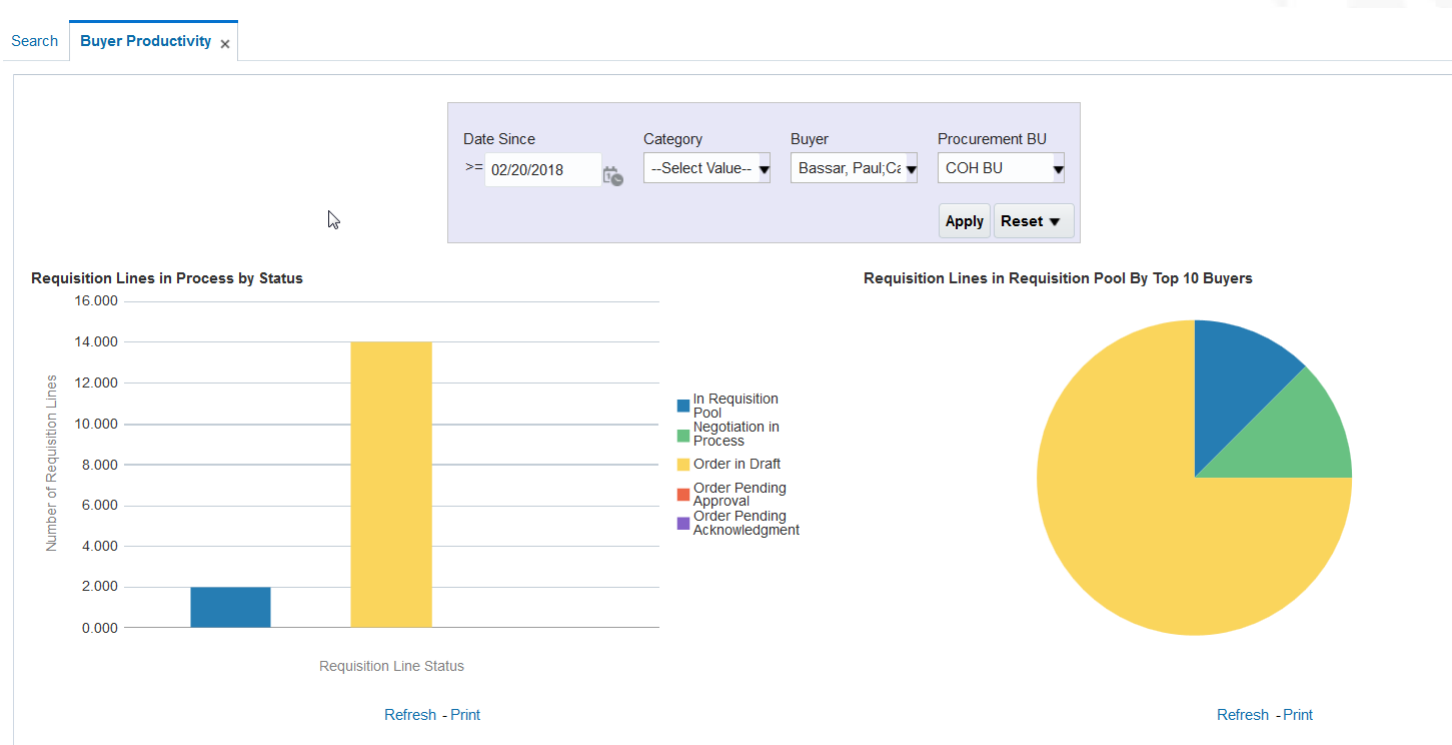 Search
Buyer Productivity
Date Since
Category
Buyer
Procurement BU
>= 02/20/2018
--Select Value--
Bassar, Paul;Ca
COH BU
Apply
Reset
Requisition Lines in Process by Status
16.000
14.000
12.000
10.000
8.000
6.000
4.000
2.000
0.000
Number of Requisition Lines
Requisition Line Status
In Requisition
Pool
Negotiation in
Process
Order in Draft
Order Pending
Approval
Order Pending
Acknowledgment
Refresh - Print
Requisition Lines in Requisition Pool By Top 10 Buyers
Refresh - Print